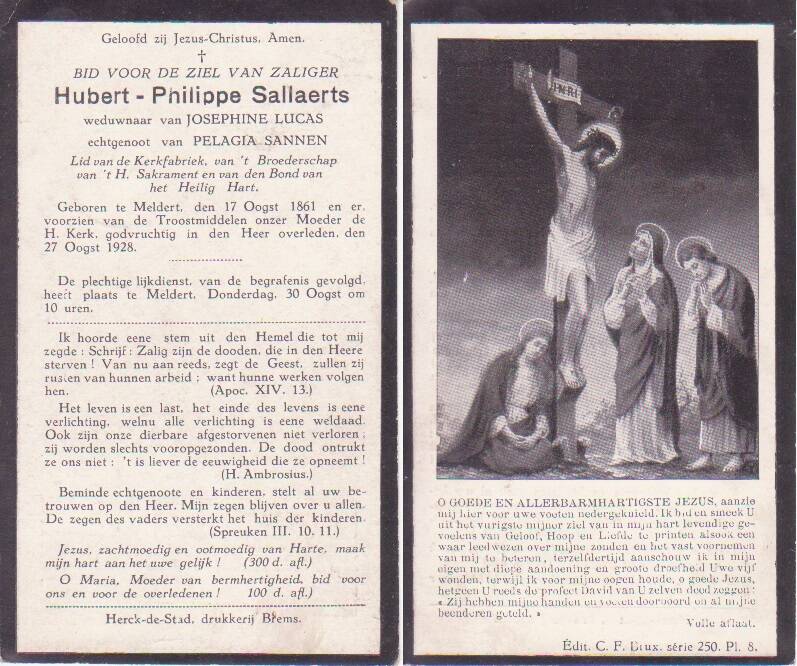 Geloofd zij Jezus-Christus, Amen.
†
BID VOOR DE ZIEL VAN ZALIGER
Hubert - Philippe Sallaerts
weduwnaar van JOSEPHINE LUCAS
echtgenoot van PELAGIA SANNEN
Lid van de Kerkfabriek, van 't Broederschap
van 't H. Sakrament en van den Bond van
het Heilig Hart.
Geboren te Meldert, den 17 Oogst 1861 en er,
voorzien van de Troostmiddelen onzer Moeder de
H. Kerk, godvruchtig in den Heer overleden, den
27 Oogst 1928.
De plechtige lijkdienst, van de begrafenis gevolgd,
heeft plaats te Meldert, Donderdag, 30 Oogst om
10 uren.
Ik hoorde eene stem uit den Hemel die tot mij
zegde : Schrijf: Zalig zijn de dooden, die in den Heere
sterven ! Van nu aan reeds, zegt de Geest, zullen zij
rusten van hunnen arbeid ; want hunne werken volgen
hen. (Apoc. XIV. 13.)
Het leven is een last, het einde des levens is eene
verlichting, welnu alle verlichting is eene weldaad.
Ook zijn onze dierbare afgestorvenen niet verloren;
zij worden slechts vooropgezonden. De dood ontrukt
ze ons niet : 't is liever de eeuwigheid die ze opneemt !
(H. Ambrosius.)
Beminde echtgenoote en kinderen, stelt al uw be-
trouwen op den Heer. Mijn zegen blijven over u allen.
De zegen des vaders versterkt het huis der kinderen.
(Spreuken III. 10. 11.)
Jezus, zachtmoedig en ootmoedig van Harte, maak
mijn hart aan het uwe gelijk ! (300 d. afl.)
O Maria, Moeder van bermhertigheid, bid voor
ons en voor de overledenen ! 100 d. afl.)
Herck-de-Stad, drukkerij Brems.
INRI
O GOEDE EN ALLERBARMHARTIGSTE JEZUS, aanzie
mij hier voor uwe voeten nedergeknield. Ik bid en smeek U
uit het vurigste mijner ziel van in mijn hart levendige ge-
voelens van Geloof, Hoop en Liefde te printen alsook een
waar leedwezen over mijne zonden en het vast voornemen
van mij te beteren, terzelfdertijd aanschouw ik in mijn
eigen met diepe aandoening en groote droefheid Uwe vijf
wonden, terwijl ik voor mijne oogen houde, o goede Jezus,
hetgeen U reeds de profeet David van U zelven deed zeggen :
« Zij hebben mijne handen en voeten doorboord en al mijne
beenderen geteld. »
Volle aflaat.
Édit. C. F. Brux. série 250. Pl. 8.